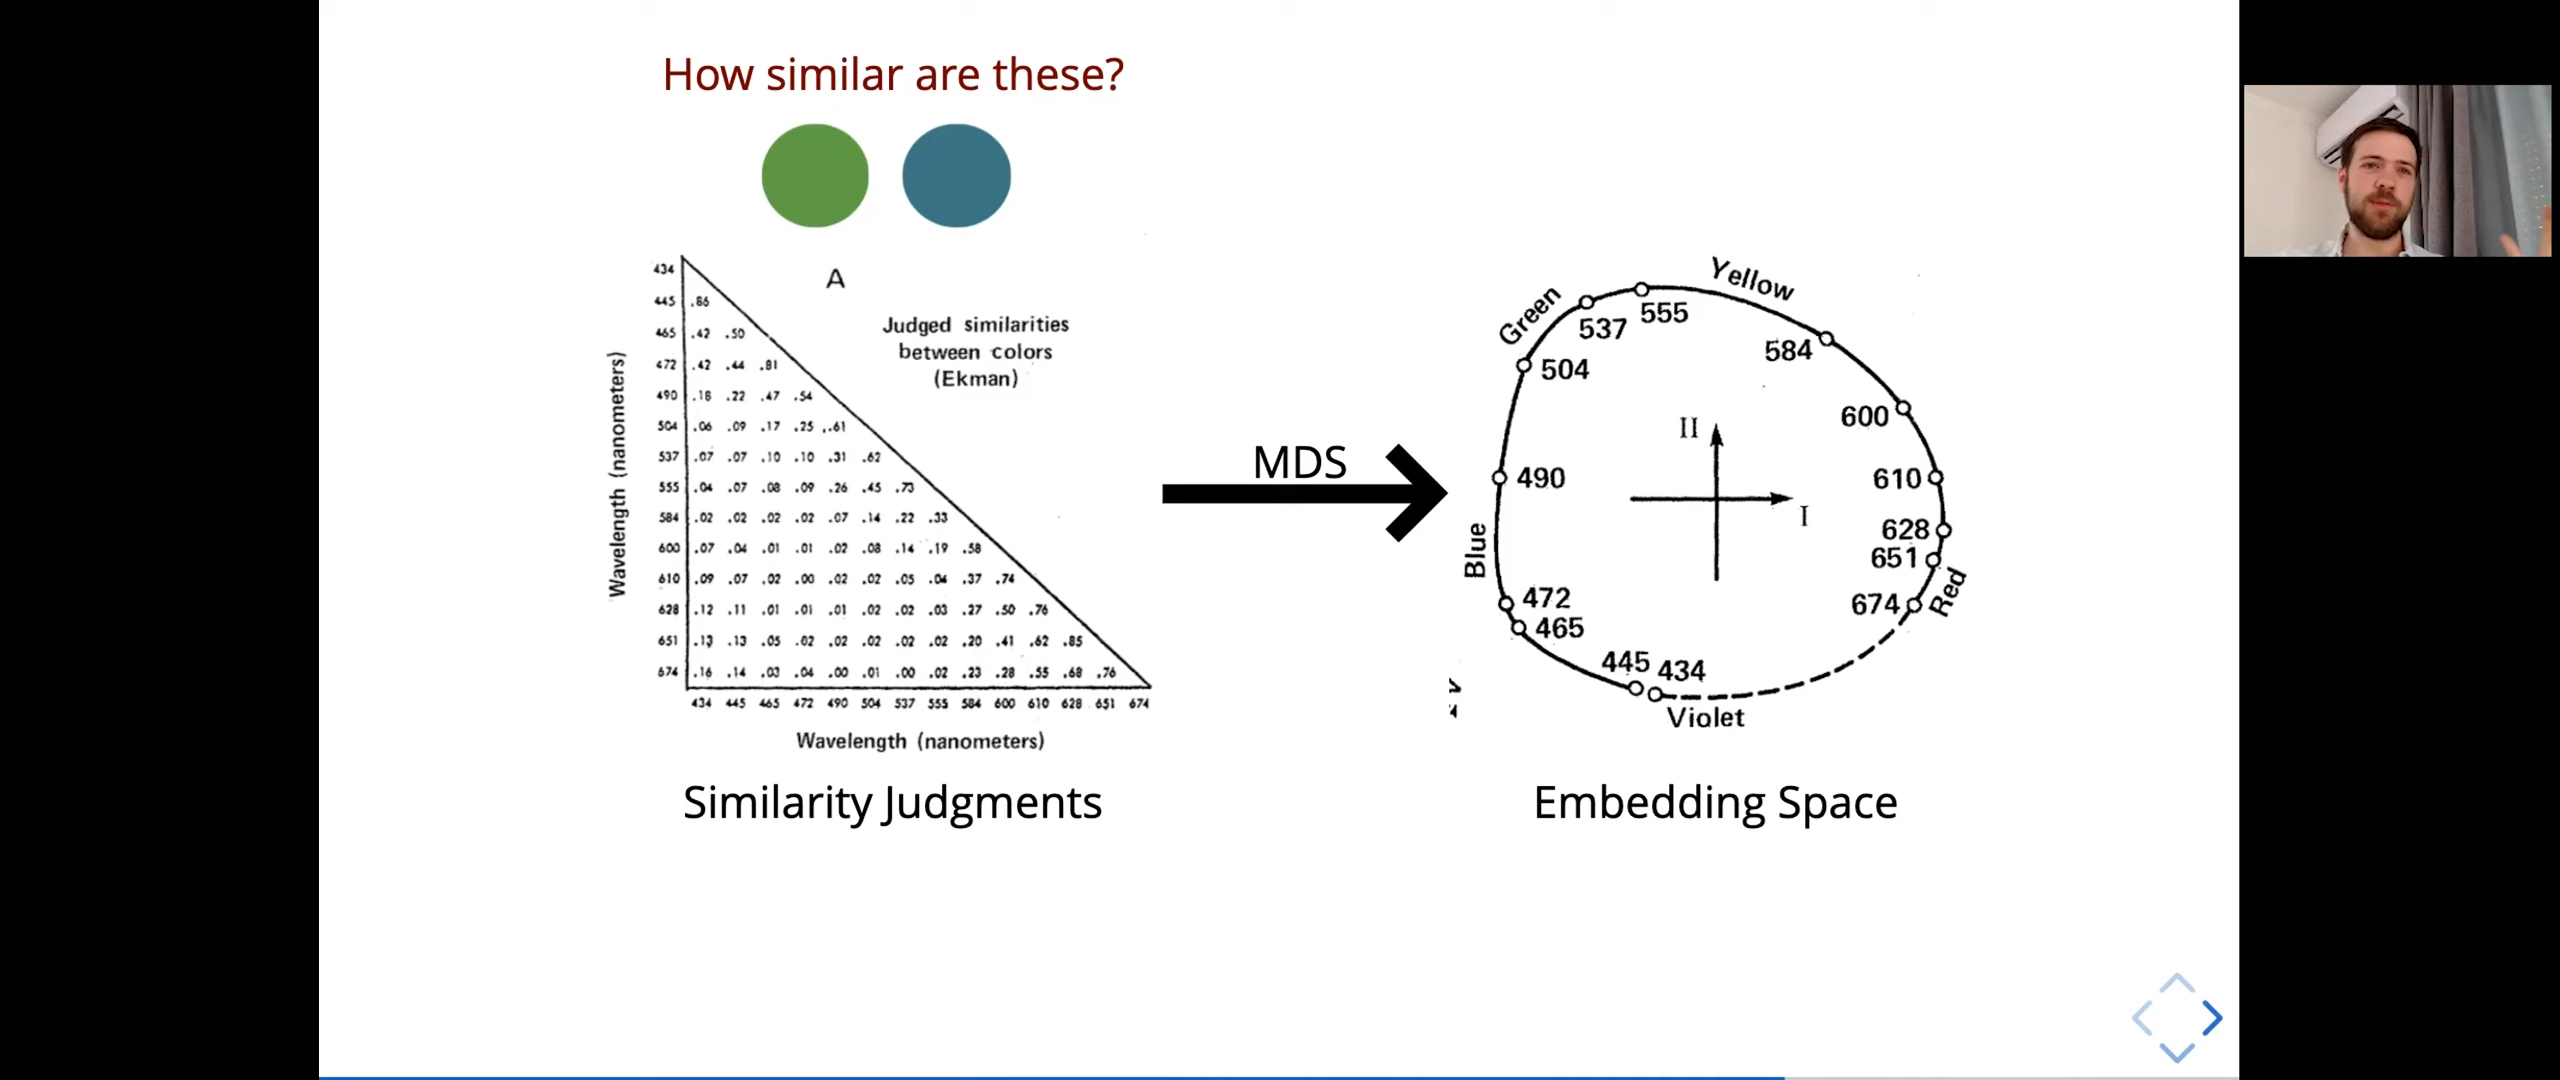 How similar are these?
A
Judged similarities
between colors
(Ekman)
Wavelength (nanometers)
434
445 .86
465 .42 .50
472 .42 .44 .81
490 .18 .22 .47 .54
504 .06 .09 .17 .25 .61
537 .07 .07 .10 .10 .31 .62
555 .04 .07 .08 .09 .26 .45 .73
584 .02 .02 .02 .02 .07 .14 .22 .33
600 .07 .04 .01 .01 .02 .08 .14 .19 .58
610 .09 .07 .02 .00 .02 .02 .05 .04 .37 .74
628 .12 .11 .01 .01 .01 .02 .02 .03 .27 .50 .76
651 .13 .13 .05 .02 .02 .02 .02 .02 .20 .41 .62 .85
674 .16 .14 .03 .04 .00 .01 .00 .02 .23 .28 .55 .68 .76
434 445 465 472 490 504 537 555 584 600 610 628 651 674
Wavelength (nanometers)
Similarity Judgments
MDS
Yellow
Green
555
537
584
504
600
II
490
610
I
628
Blue
651
472
674
Red
465
445 434
Violet
Embedding Space